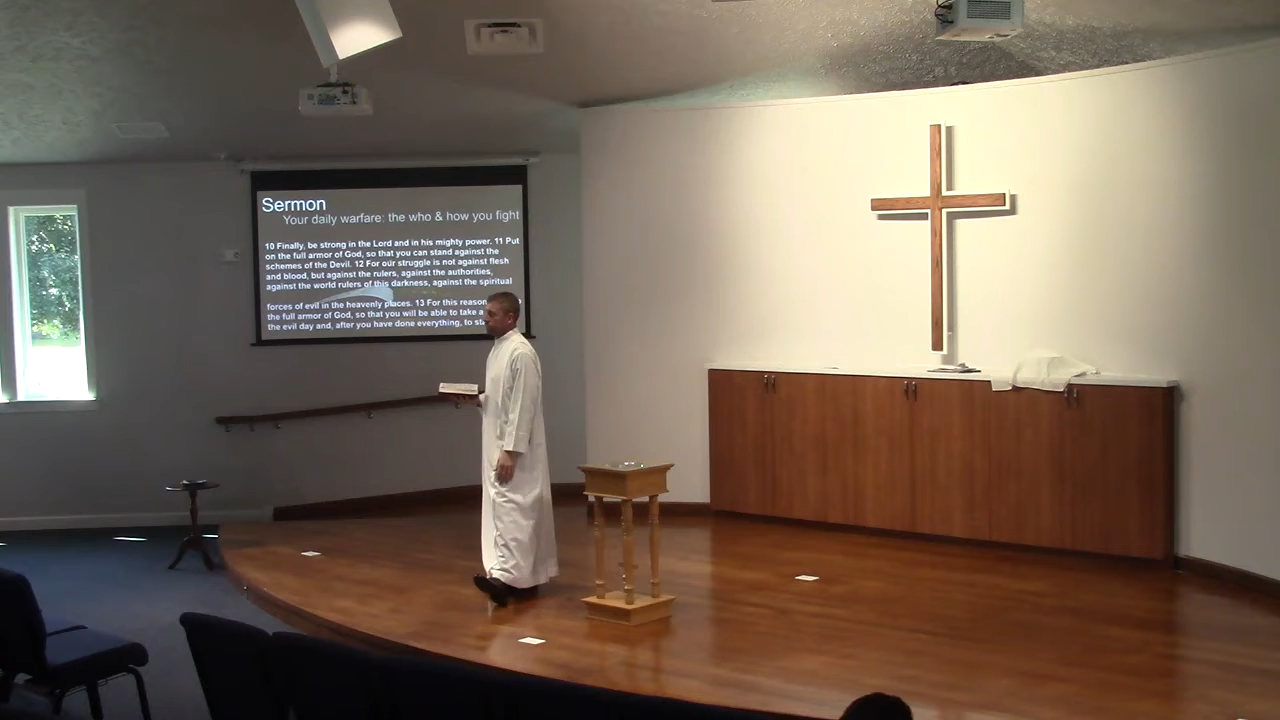 Sermon
Your daily warfare: the who & how you fight
10 Finally, be strong in the Lord and in his mighty power. 11 Put
on the full armor of God, so that you can stand against the
schemes of the Devil. 12 For our struggle is not against flesh
and blood, but against the rulers, against the authorities,
against the world rulers of this darkness, against the spiritual
forces of evil in the heavenly places. 13 For this reason
the full armor of God, so that you will be able to take a
the evil day and, after you have done everything, to